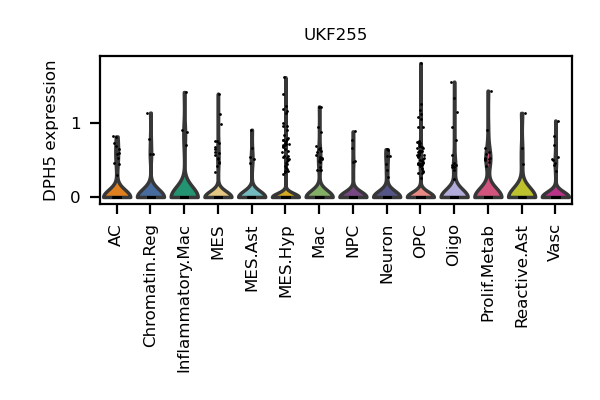 UKF255
DPH5 expression
1
0
AC
Chromatin.Reg
Inflammatory.Mac
MES
MES.Ast
MES.Hyp
Mac
NPC
Neuron
OPC
Oligo
Prolif.Metab
Reactive.Ast
Vasc